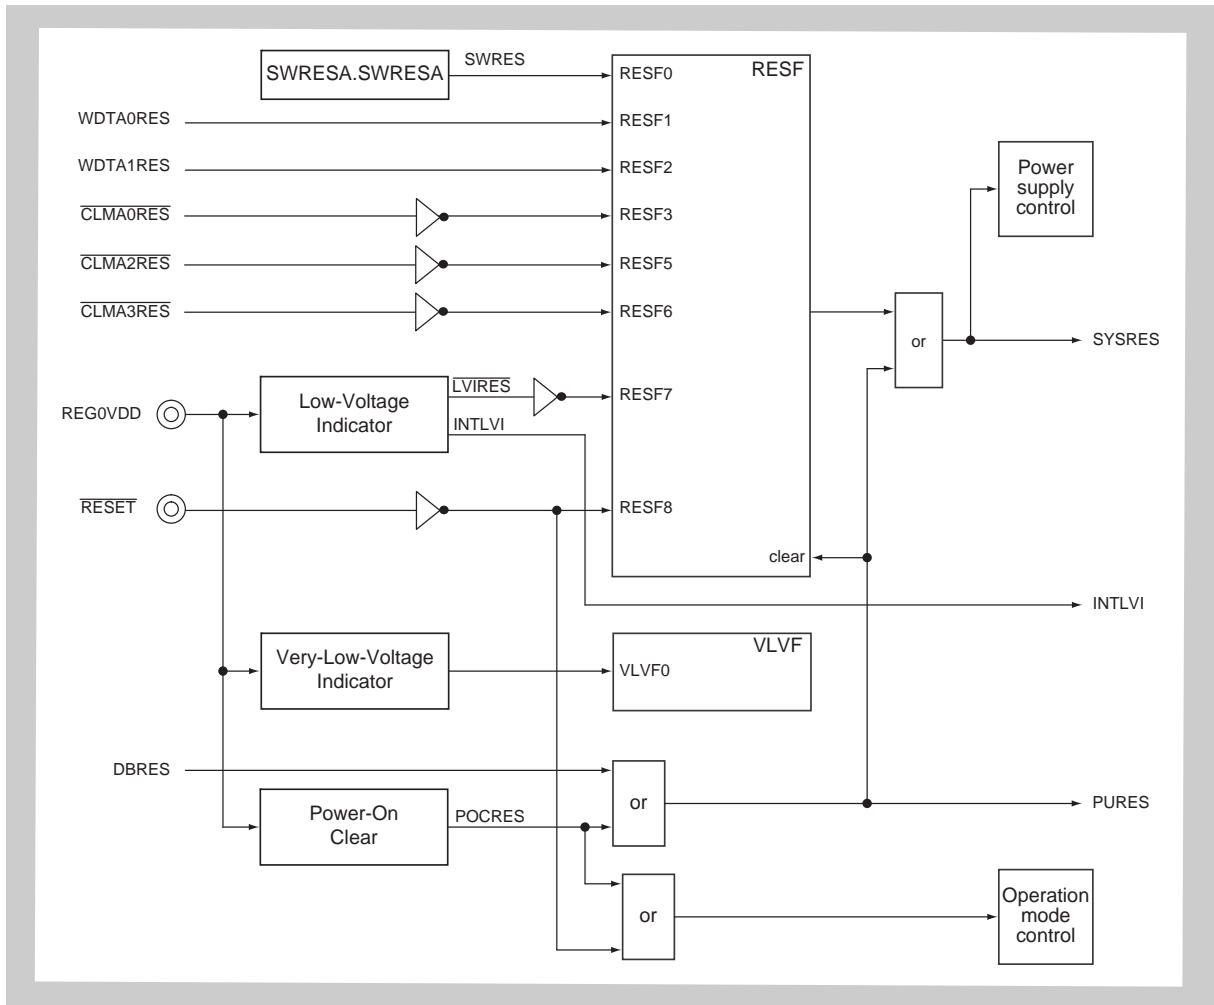 SWRESA.SWRESA
SWRES
RESF0
RESF
WDTA0RES
RESF1
WDTA1RES
RESF2
CLMA0RES
RESF3
CLMA2RES
RESF5
CLMA3RES
RESF6
Power
supply
control
or
SYSRES
REG0VDD
Low-Voltage
Indicator
LVIRES
INTLVI
RESF7
RESET
RESF8
clear
INTLVI
Very-Low-Voltage
Indicator
VLVF0
VLVF
DBRES
or
PURES
Power-On
Clear
POCRES
or
Operation
mode
control